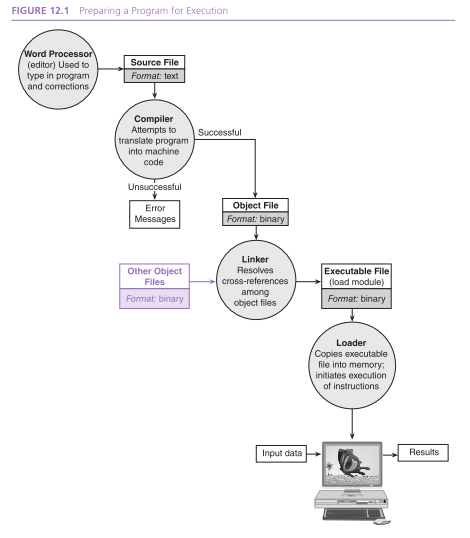 FIGURE 12.1 Preparing a Program for Execution
Word Processor
(editor) Used to
type in program
and corrections
Source File
Format: text
Compiler
Attempts to
translate program
into machine
code
Successful
Unsuccessful
Error
Messages
Object File
Format: binary
Other Object
Files
Format: binary
Linker
Resolves
cross-references
among
object files
Executable File
(load module)
Format: binary
Loader
Copies executable
file into memory;
initiates execution
of instructions
Input data
Results